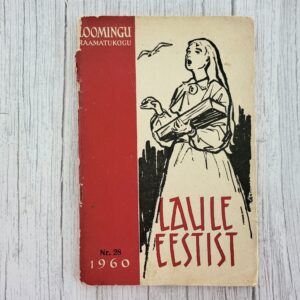 LOOMINGU
RAAMATUKOGU
LAULE
EESTIST
Nr. 28
1960